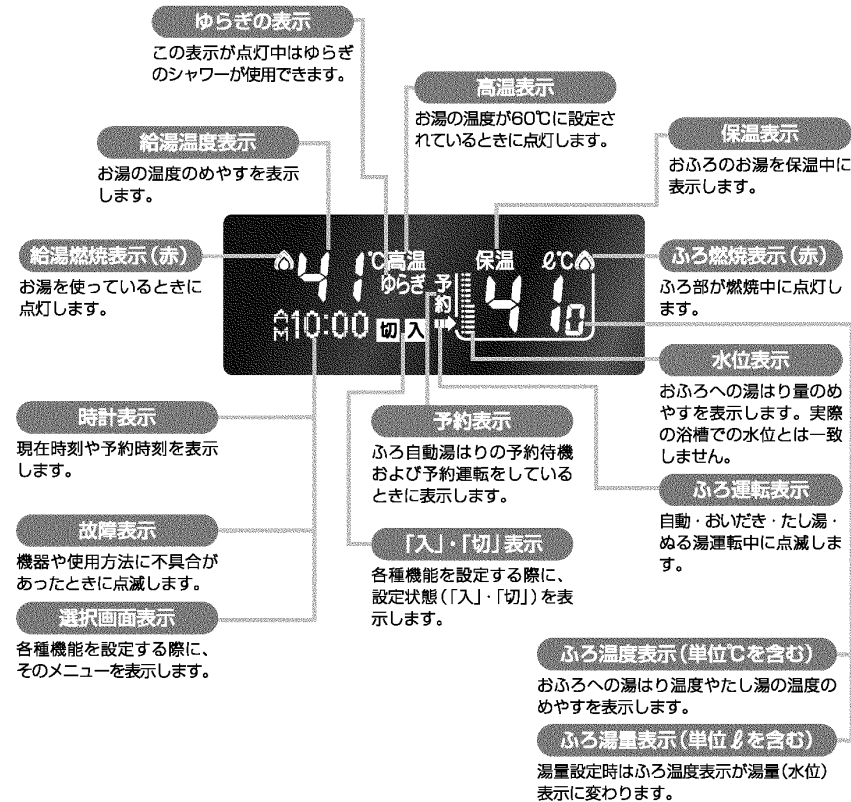 ゆらぎの表示
この表示が点灯中はゆらぎ
のシャワーが使用できます。
高温表示
お湯の温度が60℃に設定さ
れているときに点灯します。
給湯温度表示
お湯の温度のめやすを表示
します。
保温表示
おふろのお湯を保温中に
表示します。
給湯燃焼表示(赤)
お湯を使っているときに
点灯します。
ふろ燃焼表示(赤)
ふろ部が燃焼中に点灯し
ます。
41℃高温
ゆらぎ
予約
保温 ℓ℃
410
AM10:00 切 入
水位表示
おふろへの湯はり量のめ
やすを表示します。実際
の浴槽での水位とは一致
しません。
時計表示
現在時刻や予約時刻を表示
します。
予約表示
ふろ自動湯はりの予約待機
および予約運転をしている
ときに表示します。
ふろ運転表示
自動・おいだき・たし湯・
ぬる湯運転中に点滅しま
す。
故障表示
機器や使用方法に不具合が
あったときに点滅します。
「入」・「切」表示
各種機能を設定する際に、
設定状態(「入」・「切」)を表
示します。
選択画面表示
各種機能を設定する際に、
そのメニューを表示します。
ふろ温度表示(単位℃を含む)
おふろへの湯はり温度やたし湯の温度の
めやすを表示します。
ふろ湯量表示(単位ℓを含む)
湯量設定時はふろ温度表示が湯量(水位)
表示に変わります。